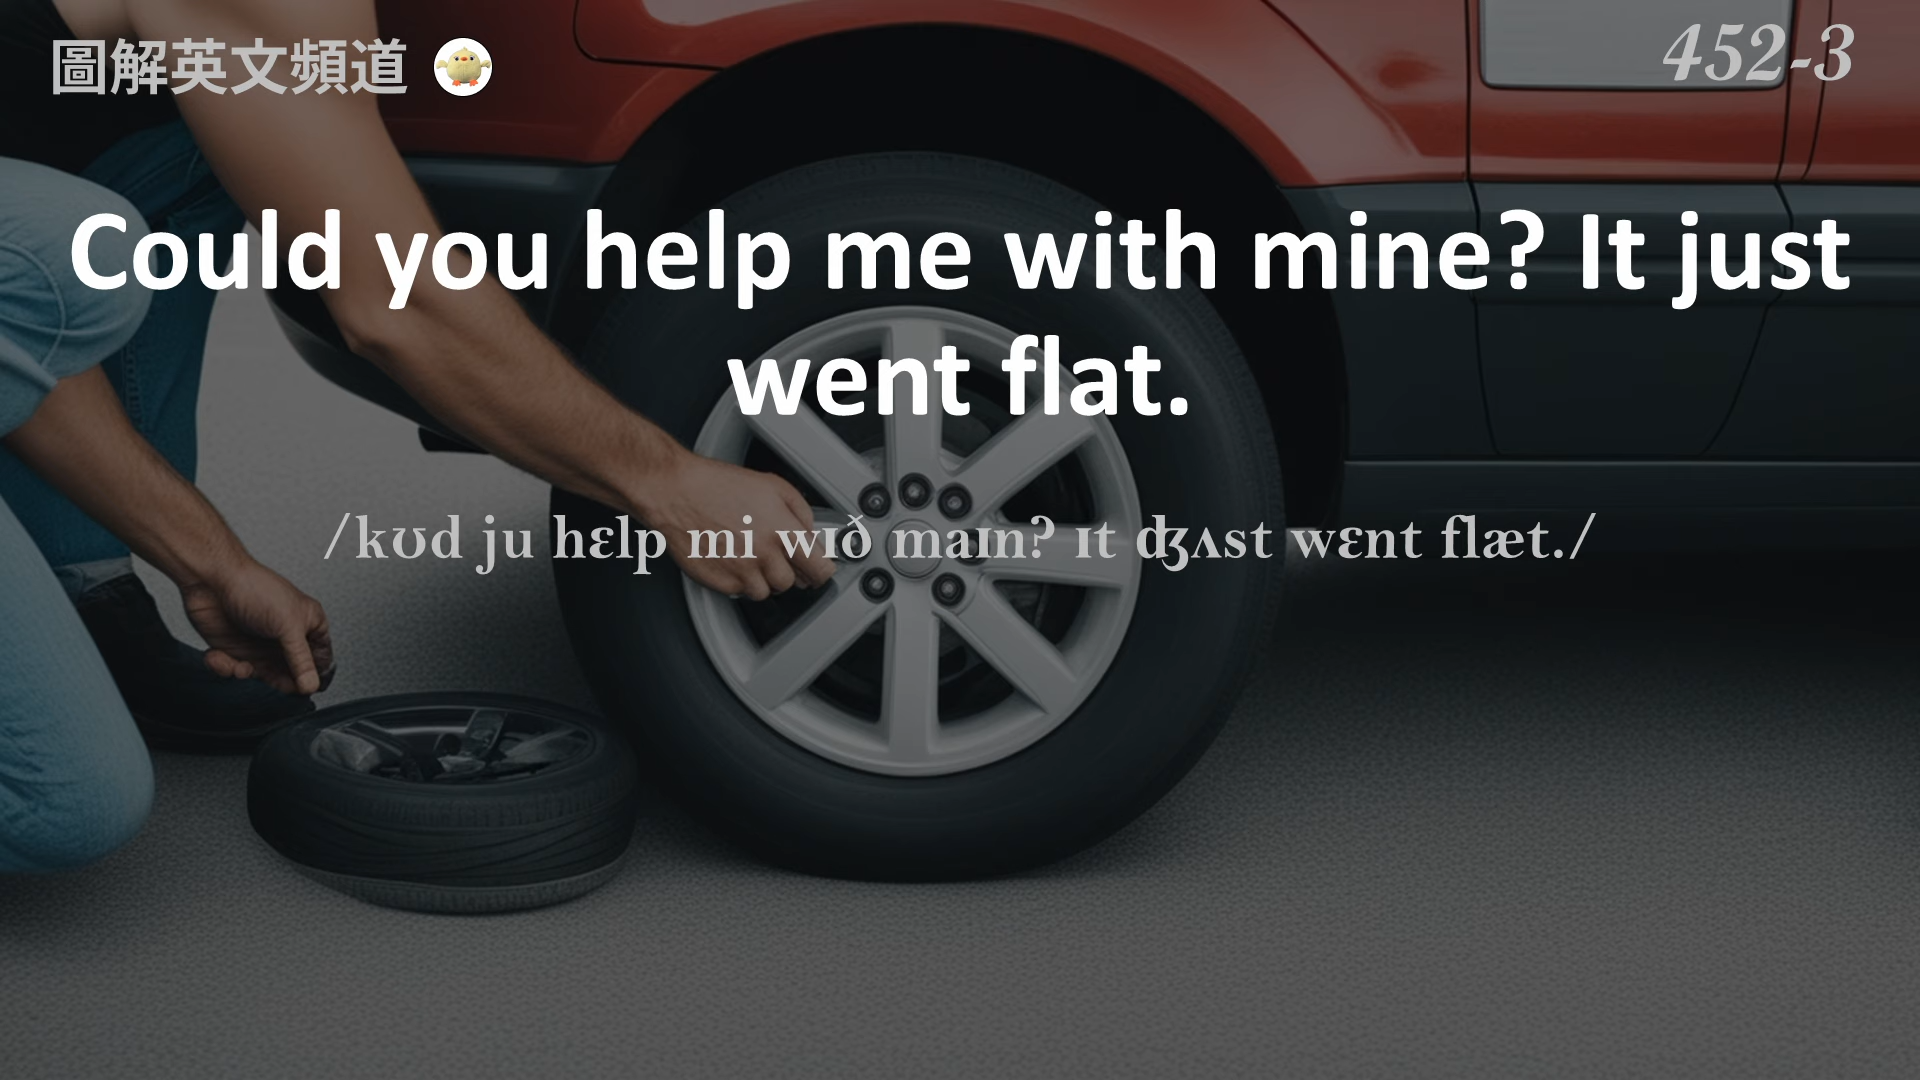 圖解英文頻道
452-3
Could you help me with mine? It just
went flat.
/kʊd ju hɛlp mi wɪð maɪn? ɪt ʤʌst wɛnt flæt./